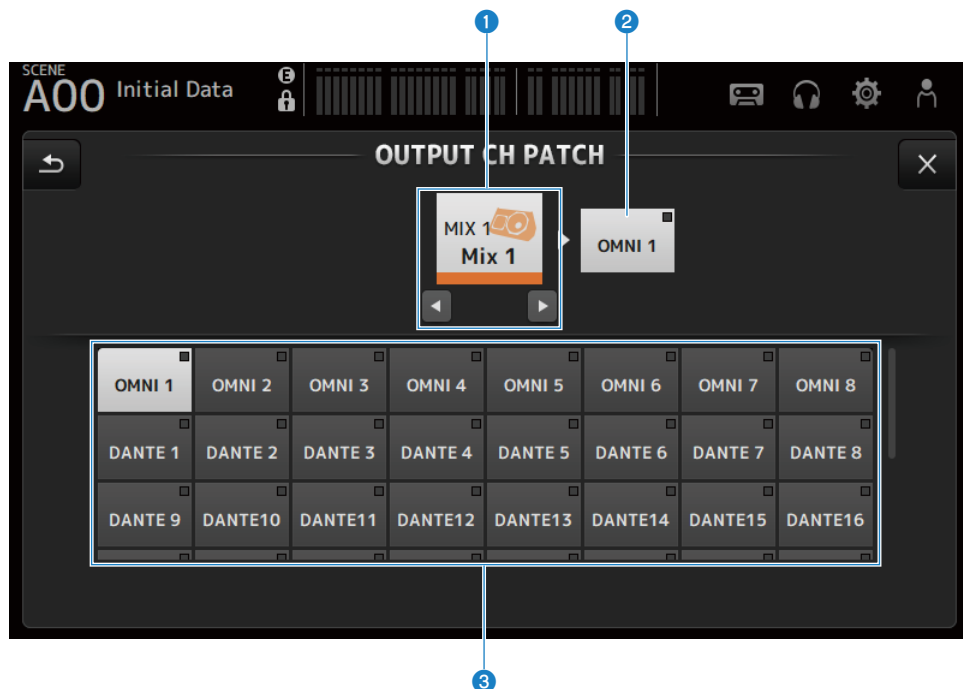 1 2
SCENE
A00 Initial Data E
OUTPUT CH PATCH
MIX 1
Mix 1
OMNI 1
OMNI 1 OMNI 2 OMNI 3 OMNI 4 OMNI 5 OMNI 6 OMNI 7 OMNI 8
DANTE 1 DANTE 2 DANTE 3 DANTE 4 DANTE 5 DANTE 6 DANTE 7 DANTE 8
DANTE 9 DANTE10 DANTE11 DANTE12 DANTE13 DANTE14 DANTE15 DANTE16
3